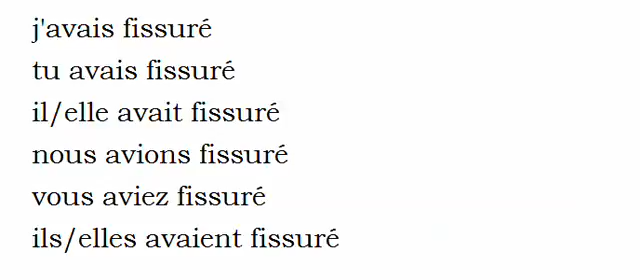 j'avais fissuré
tu avais fissuré
il/elle avait fissuré
nous avions fissuré
vous aviez fissuré
ils/elles avaient fissuré